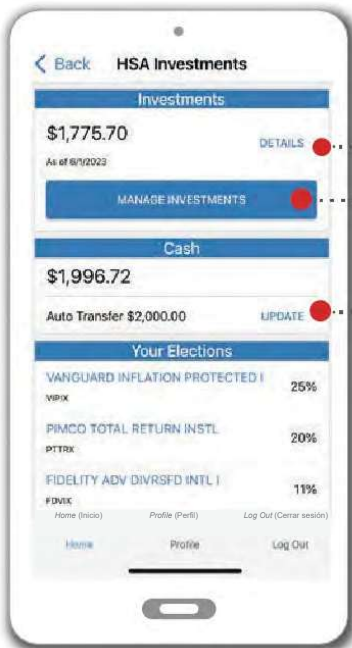 Back HSA Investments
Investments
$1,775.70
DETAILS
As of 6/1/2023
MANAGE INVESTMENTS
Cash
$1,996.72
Auto Transfer $2,000.00 UPDATE
Your Elections
VANGUARD INFLATION PROTECTED I 25%
VIPIX
PIMCO TOTAL RETURN INSTL 20%
PTTRX
FIDELITY ADV DIVRSFD INTL I 11%
FDVIX
Home (Inicio) Profile (Perfil) Log Out (Cerrar sesión)
Home Profile Log Out